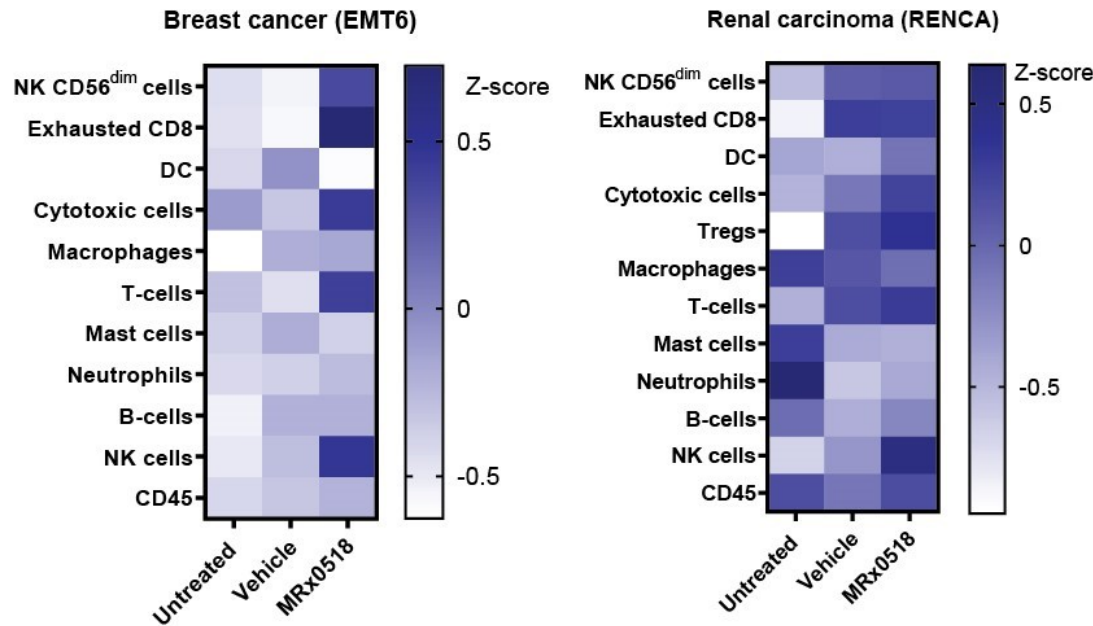 Breast cancer (EMT6)
NK CD56dim cells
Exhausted CD8
DC
Cytotoxic cells
Macrophages
T-cells
Mast cells
Neutrophils
B-cells
NK cells
CD45
Untreated
Vehicle
MRx0518
Z-score
0.5
0
-0.5
Renal carcinoma (RENCA)
NK CD56dim cells
Exhausted CD8
DC
Cytotoxic cells
Tregs
Macrophages
T-cells
Mast cells
Neutrophils
B-cells
NK cells
CD45
Untreated
Vehicle
MRx0518
Z-score
0.5
0
-0.5